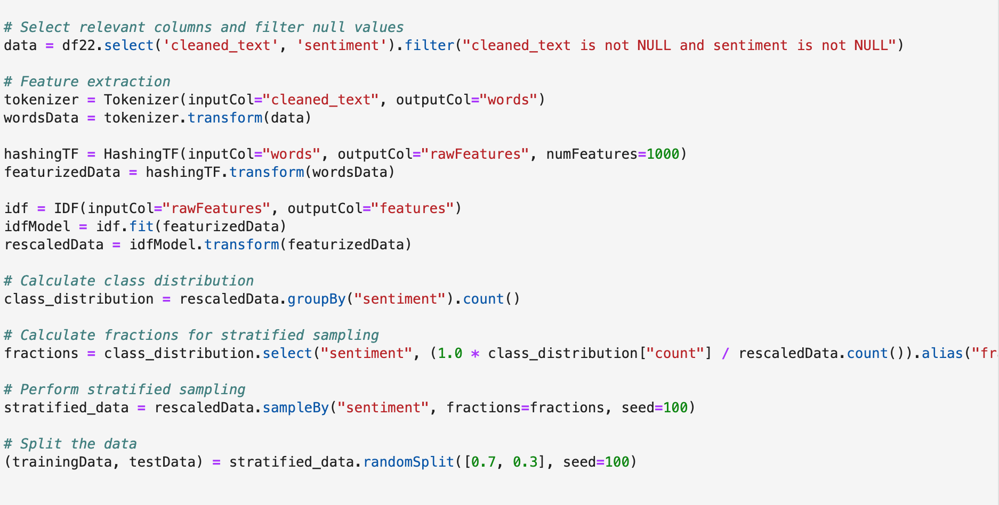 # Select relevant columns and filter null values
data = df22.select('cleaned_text', 'sentiment').filter("cleaned_text is not NULL and sentiment is not NULL")
# Feature extraction
tokenizer = Tokenizer(inputCol="cleaned_text", outputCol="words")
wordsData = tokenizer.transform(data)
hashingTF = HashingTF(inputCol="words", outputCol="rawFeatures", numFeatures=1000)
featurizedData = hashingTF.transform(wordsData)
idf = IDF(inputCol="rawFeatures", outputCol="features")
idfModel = idf.fit(featurizedData)
rescaledData = idfModel.transform(featurizedData)
# Calculate class distribution
class_distribution = rescaledData.groupBy("sentiment").count()
# Calculate fractions for stratified sampling
fractions = class_distribution.select("sentiment", (1.0 * class_distribution["count"] / rescaledData.count()).alias("fr
# Perform stratified sampling
stratified_data = rescaledData.sampleBy("sentiment", fractions=fractions, seed=100)
# Split the data
(trainingData, testData) = stratified_data.randomSplit([0.7, 0.3], seed=100)